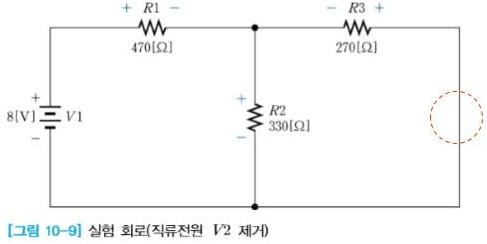 + R1 − − R3 +
470[Ω] 270[Ω]
+ +
8[V] V1 R2
− − 330[Ω]
[그림 10-9] 실험 회로(직류전원 V2 제거)